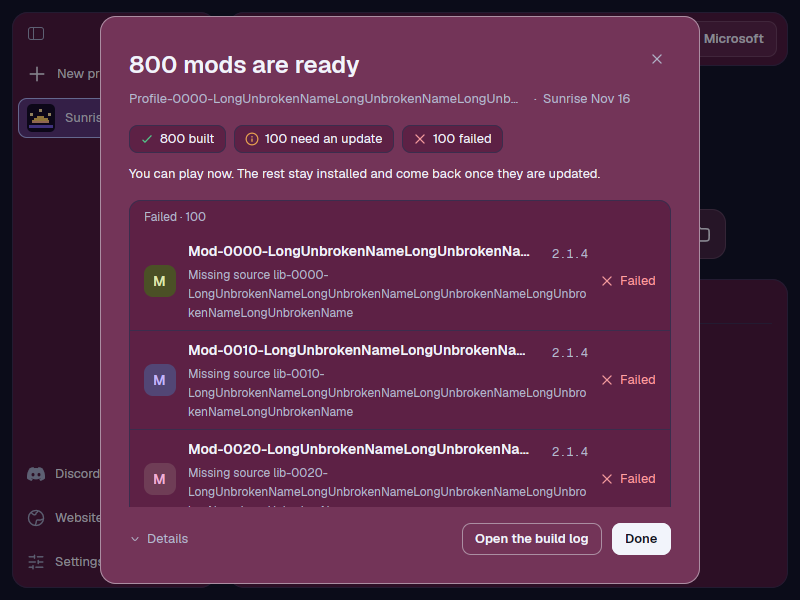 Microsoft
New pr
Sunris
Discord
Website
Settings
800 mods are ready
Profile-0000-LongUnbrokenNameLongUnbrokenNameLongUnb... · Sunrise Nov 16
800 built
100 need an update
100 failed
You can play now. The rest stay installed and come back once they are updated.
Failed · 100
Mod-0000-LongUnbrokenNameLongUnbrokenNa... 2.1.4
M
Missing source lib-0000-
LongUnbrokenNameLongUnbrokenNameLongUnbrokenNameLongUnbro
kenNameLongUnbrokenName
Failed
Mod-0010-LongUnbrokenNameLongUnbrokenNa... 2.1.4
M
Missing source lib-0010-
LongUnbrokenNameLongUnbrokenNameLongUnbrokenNameLongUnbro
kenNameLongUnbrokenName
Failed
Mod-0020-LongUnbrokenNameLongUnbrokenNa... 2.1.4
M
Missing source lib-0020-
LongUnbrokenNameLongUnbrokenNameLongUnbrokenNameLongUnbro
Failed
Details
Open the build log
Done